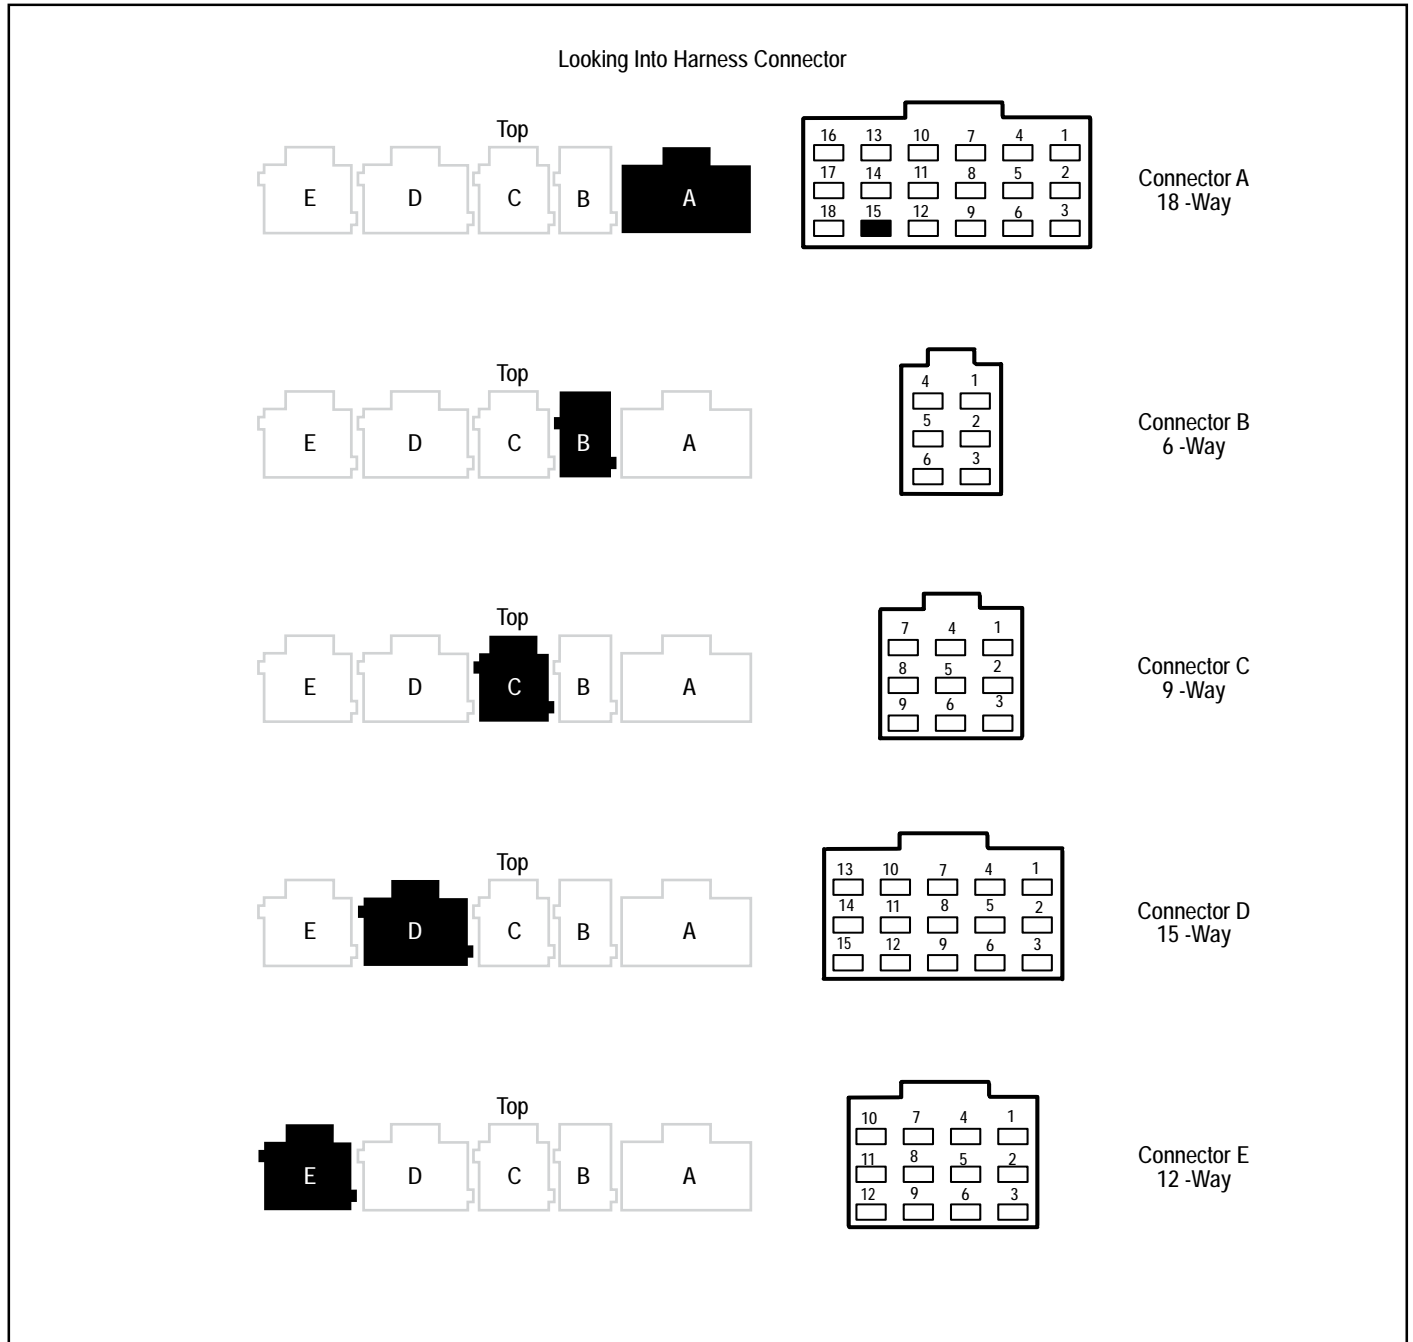 Looking Into Harness Connector
Top
E D C B A
16 13 10 7 4 1
17 14 11 8 5 2
18 15 12 9 6 3
Connector A
18 -Way
Top
E D C B A
4 1
5 2
6 3
Connector B
6 -Way
Top
E D C B A
7 4 1
8 5 2
9 6 3
Connector C
9 -Way
Top
E D C B A
13 10 7 4 1
14 11 8 5 2
15 12 9 6 3
Connector D
15 -Way
Top
E D C B A
10 7 4 1
11 8 5 2
12 9 6 3
Connector E
12 -Way